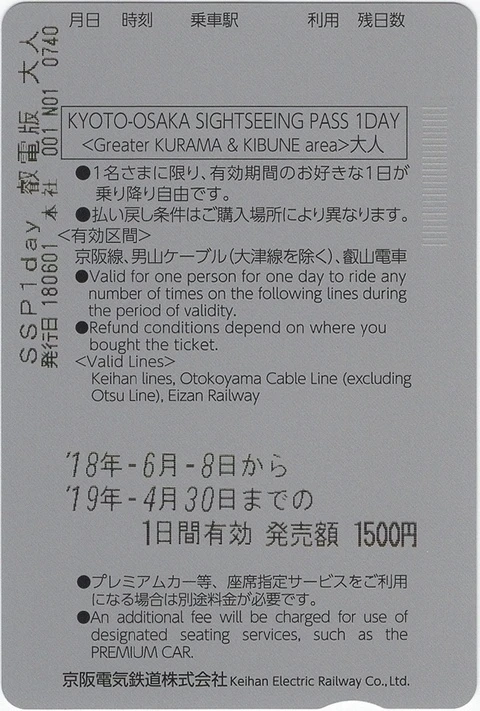 月日 時刻 乗車駅 利用 残日数
SSP1day 叡電版 大人
発行日 180601 本社 001 N01 0740
KYOTO-OSAKA SIGHTSEEING PASS 1DAY
<Greater KURAMA & KIBUNE area>大人
●1名さまに限り、有効期間のお好きな1日が
乗り降り自由です。
●払い戻し条件はご購入場所により異なります。
<有効区間>
京阪線、男山ケーブル(大津線を除く)、叡山電車
●Valid for one person for one day to ride any
number of times on the following lines during
the period of validity.
●Refund conditions depend on where you
bought the ticket.
<Valid Lines>
Keihan lines, Otokoyama Cable Line (excluding
Otsu Line), Eizan Railway
'18年-6月-8日から
'19年-4月30日までの
1日間有効 発売額 1500円
●プレミアムカー等、座席指定サービスをご利用
になる場合は別途料金が必要です。
●An additional fee will be charged for use of
designated seating services, such as the
PREMIUM CAR.
京阪電気鉄道株式会社 Keihan Electric Railway Co., Ltd.